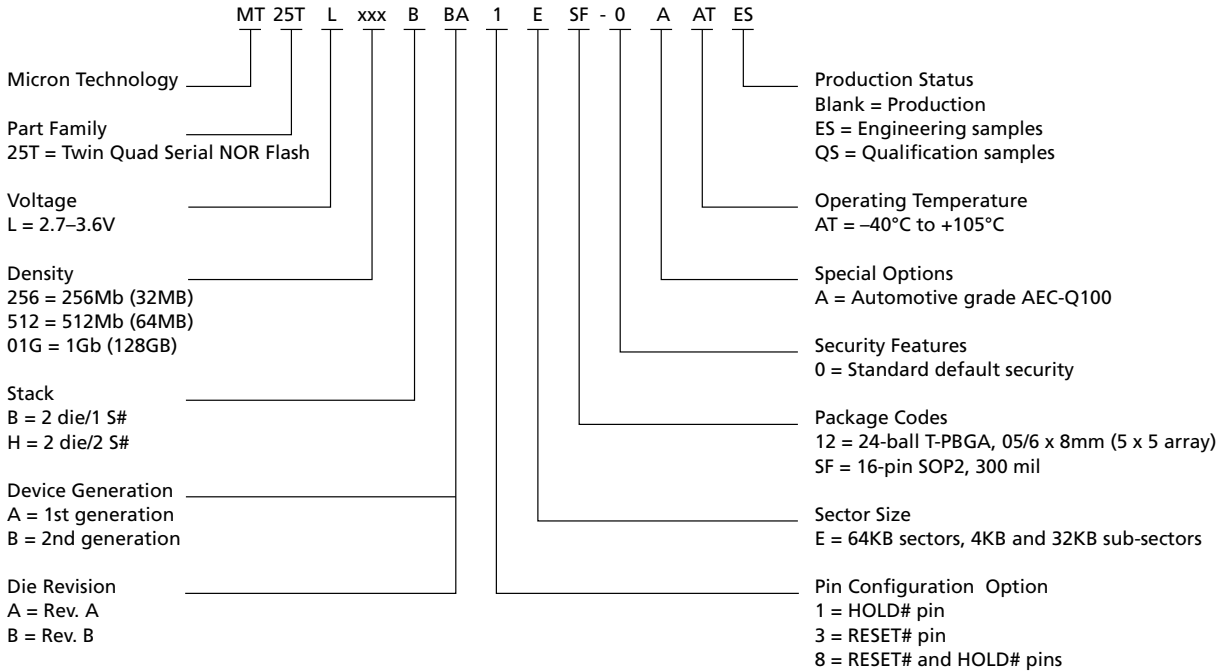 MT 25T L xxx B BA 1 E SF - 0 A AT ES
Micron Technology
Part Family
25T = Twin Quad Serial NOR Flash
Voltage
L = 2.7–3.6V
Density
256 = 256Mb (32MB)
512 = 512Mb (64MB)
01G = 1Gb (128GB)
Stack
B = 2 die/1 S#
H = 2 die/2 S#
Device Generation
A = 1st generation
B = 2nd generation
Die Revision
A = Rev. A
B = Rev. B
Production Status
Blank = Production
ES = Engineering samples
QS = Qualification samples
Operating Temperature
AT = –40°C to +105°C
Special Options
A = Automotive grade AEC-Q100
Security Features
0 = Standard default security
Package Codes
12 = 24-ball T-PBGA, 05/6 x 8mm (5 x 5 array)
SF = 16-pin SOP2, 300 mil
Sector Size
E = 64KB sectors, 4KB and 32KB sub-sectors
Pin Configuration Option
1 = HOLD# pin
3 = RESET# pin
8 = RESET# and HOLD# pins